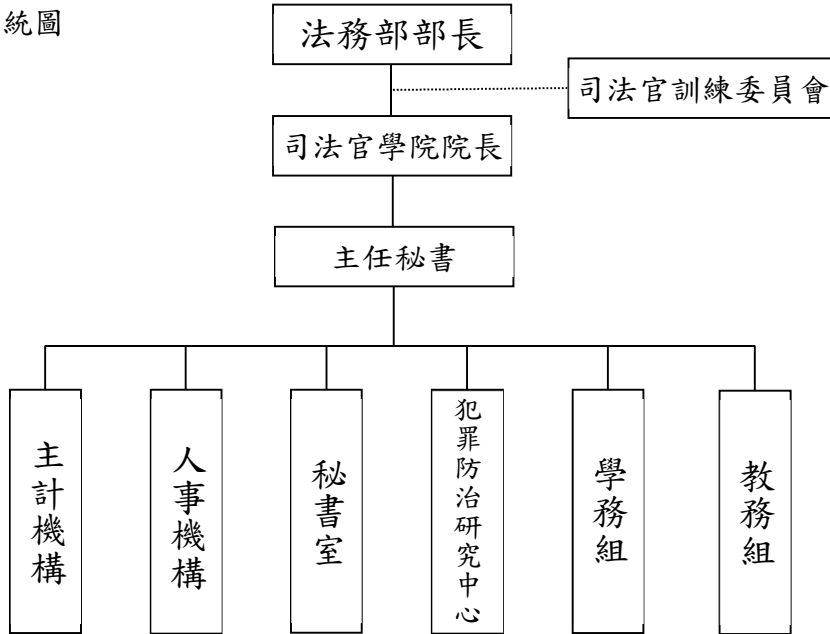 統圖
法務部部長
司法官訓練委員會
司法官學院院長
主任秘書
主計機構
人事機構
秘書室
犯罪防治研究中心
學務組
教務組